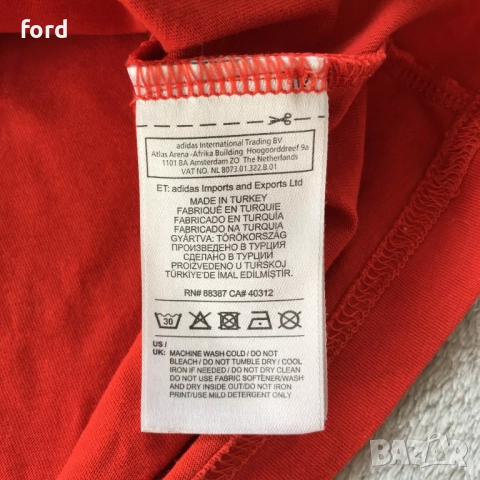 ford
adidas International Trading BV
Atlas Arena -Afrika Building Hoogoorddreef 9a
1101 BA Amsterdam ZO The Netherlands
VAT NO. NL 8073.01.322.B.01
ET: adidas Imports and Exports Ltd
MADE IN TURKEY
FABRIQUÉ EN TURQUIE
FABRICADO EN TURQUÍA
FABRICADO NA TURQUIA
GYÁRTVA: TÖRÖKORSZÁG
ПРОИЗВЕДЕНО В ТУРЦИЯ
СДЕЛАНО В ТУРЦИИ
PROIZVEDENO U TURSKOJ
TÜRKİYE'DE İMAL EDİLMİŞTİR.
RN# 88387 CA# 40312
30
US /
UK: MACHINE WASH COLD / DO NOT
BLEACH / DO NOT TUMBLE DRY / COOL
IRON IF NEEDED / DO NOT DRYCLEAN
DO NOT USE FABRIC SOFTENER/WASH
AND DRY INSIDE OUT/DO NOT IRON
PRINT/USE MILD DETERGENT ONLY
BAZAR